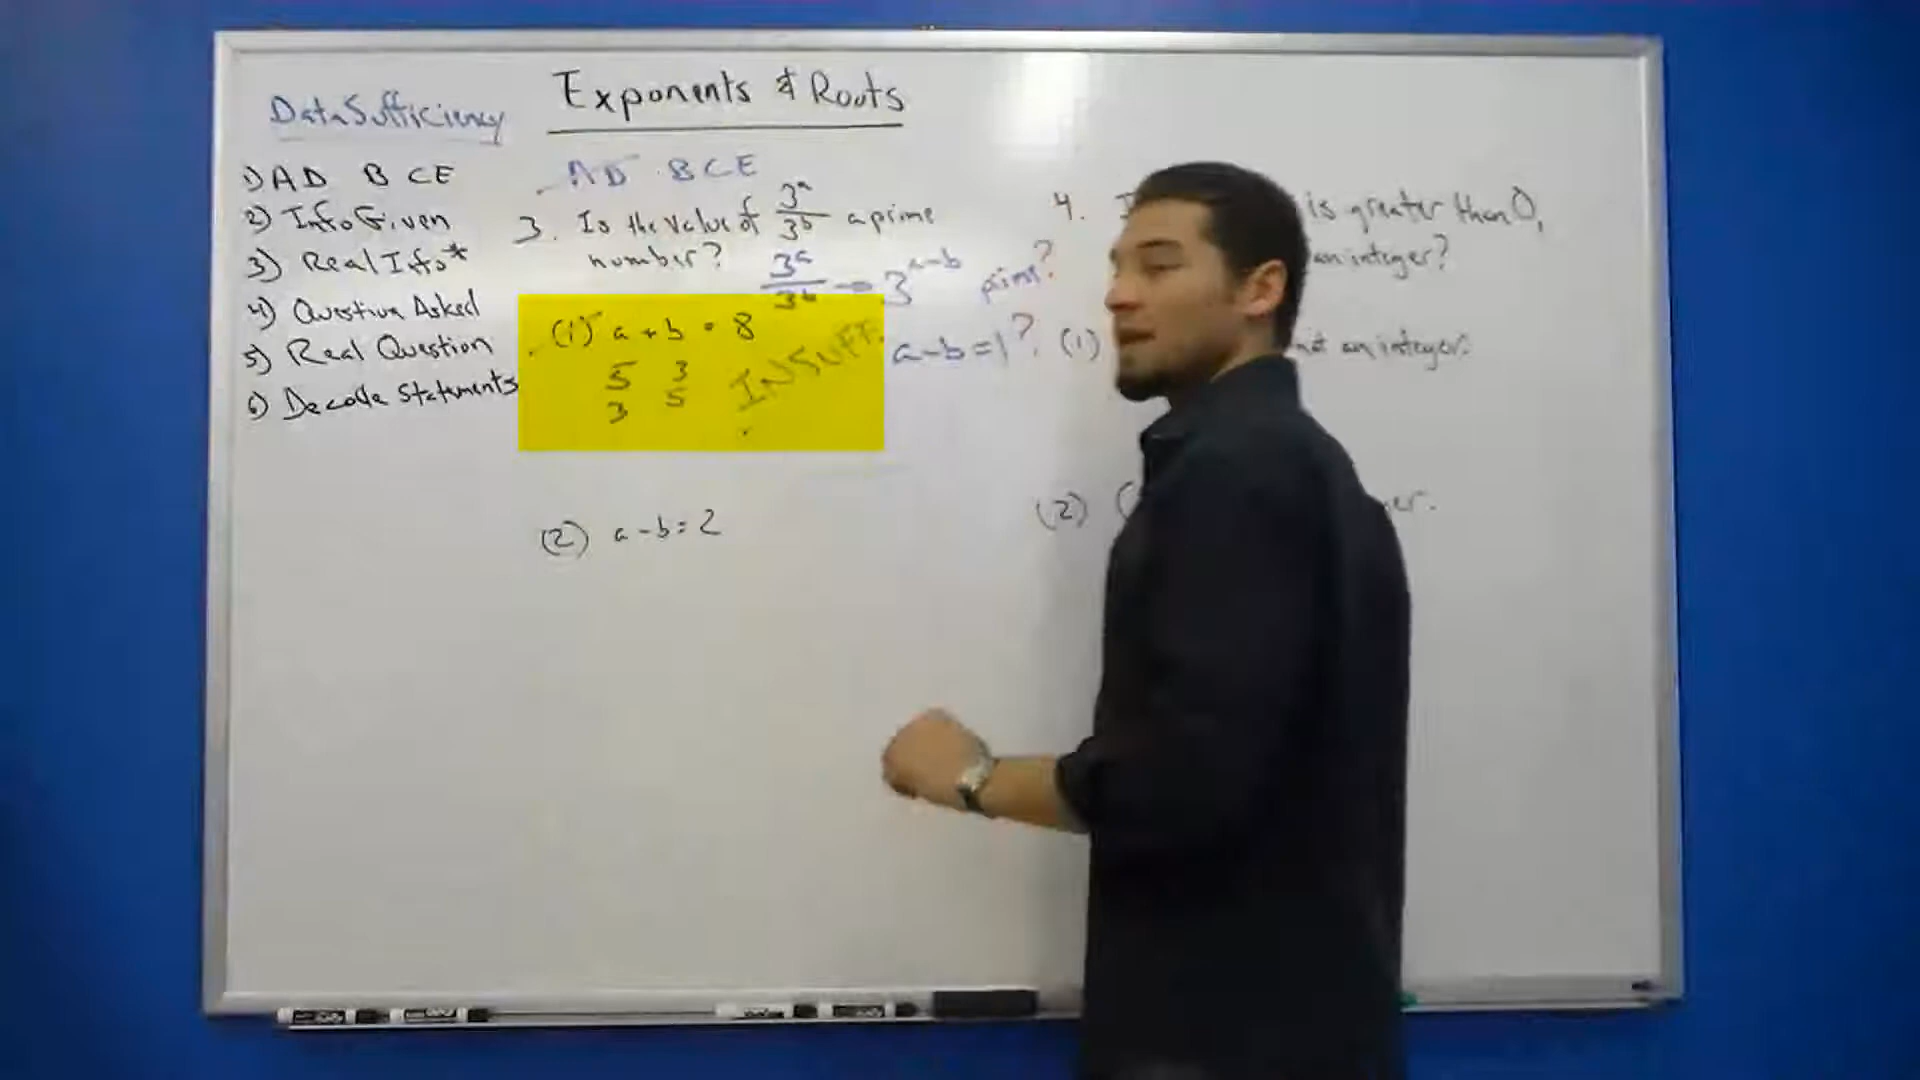 Exponents & Roots
Data Sufficiency
1) AD B CE
2) Info Given
3) Real Info*
4) Question Asked
5) Real Question
6) Decode Statements
AD BCE
3. Is the value of 3^a/3^b a prime
number?
3^a/3^b → 3^a-b prime?
a-b=1?
(1) a + b = 8
5 3
3 5
INSUFF.
(2) a-b=2
4. is greater than 0,
an integer?
(1) not an integer.
(2)